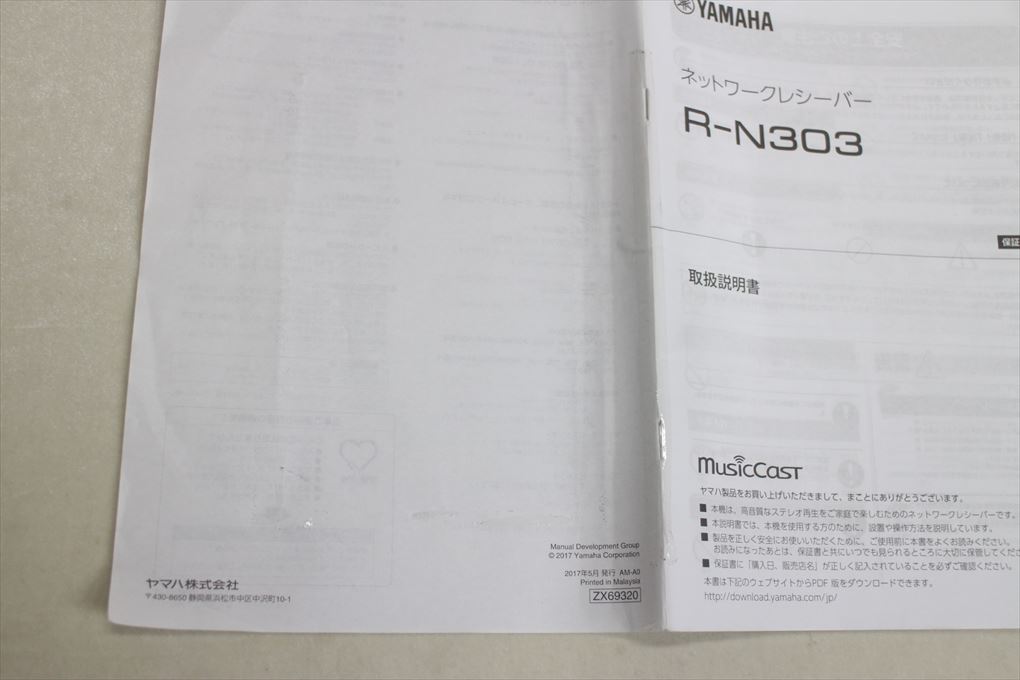 YAMAHA
ネットワークレシーバー
R-N303
保証
取扱説明書
MusicCast
ヤマハ製品をお買い上げいただきまして、まことにありがとうございます。
■ 本機は、高音質なステレオ再生をご家庭で楽しむためのネットワークレシーバーです。
■ 本説明書では、本機を使用する方のために、設置や操作方法を説明しています。
■ 製品を正しく安全にお使いいただくために、ご使用前に本書をよくお読みください。
お読みになったあとは、保証書と共にいつでも見られるところに大切に保管してくださ
■ 保証書に「購入日、販売店名」が正しく記入されていることを必ずご確認ください。
本書は下記のウェブサイトからPDF 版をダウンロードできます。
http://download.yamaha.com/jp/
Manual Development Group
© 2017 Yamaha Corporation
2017年5月 発行 AM-A0
Printed in Malaysia
ZX69320
ヤマハ株式会社
〒430-8650 静岡県浜松市中区中沢町10-1